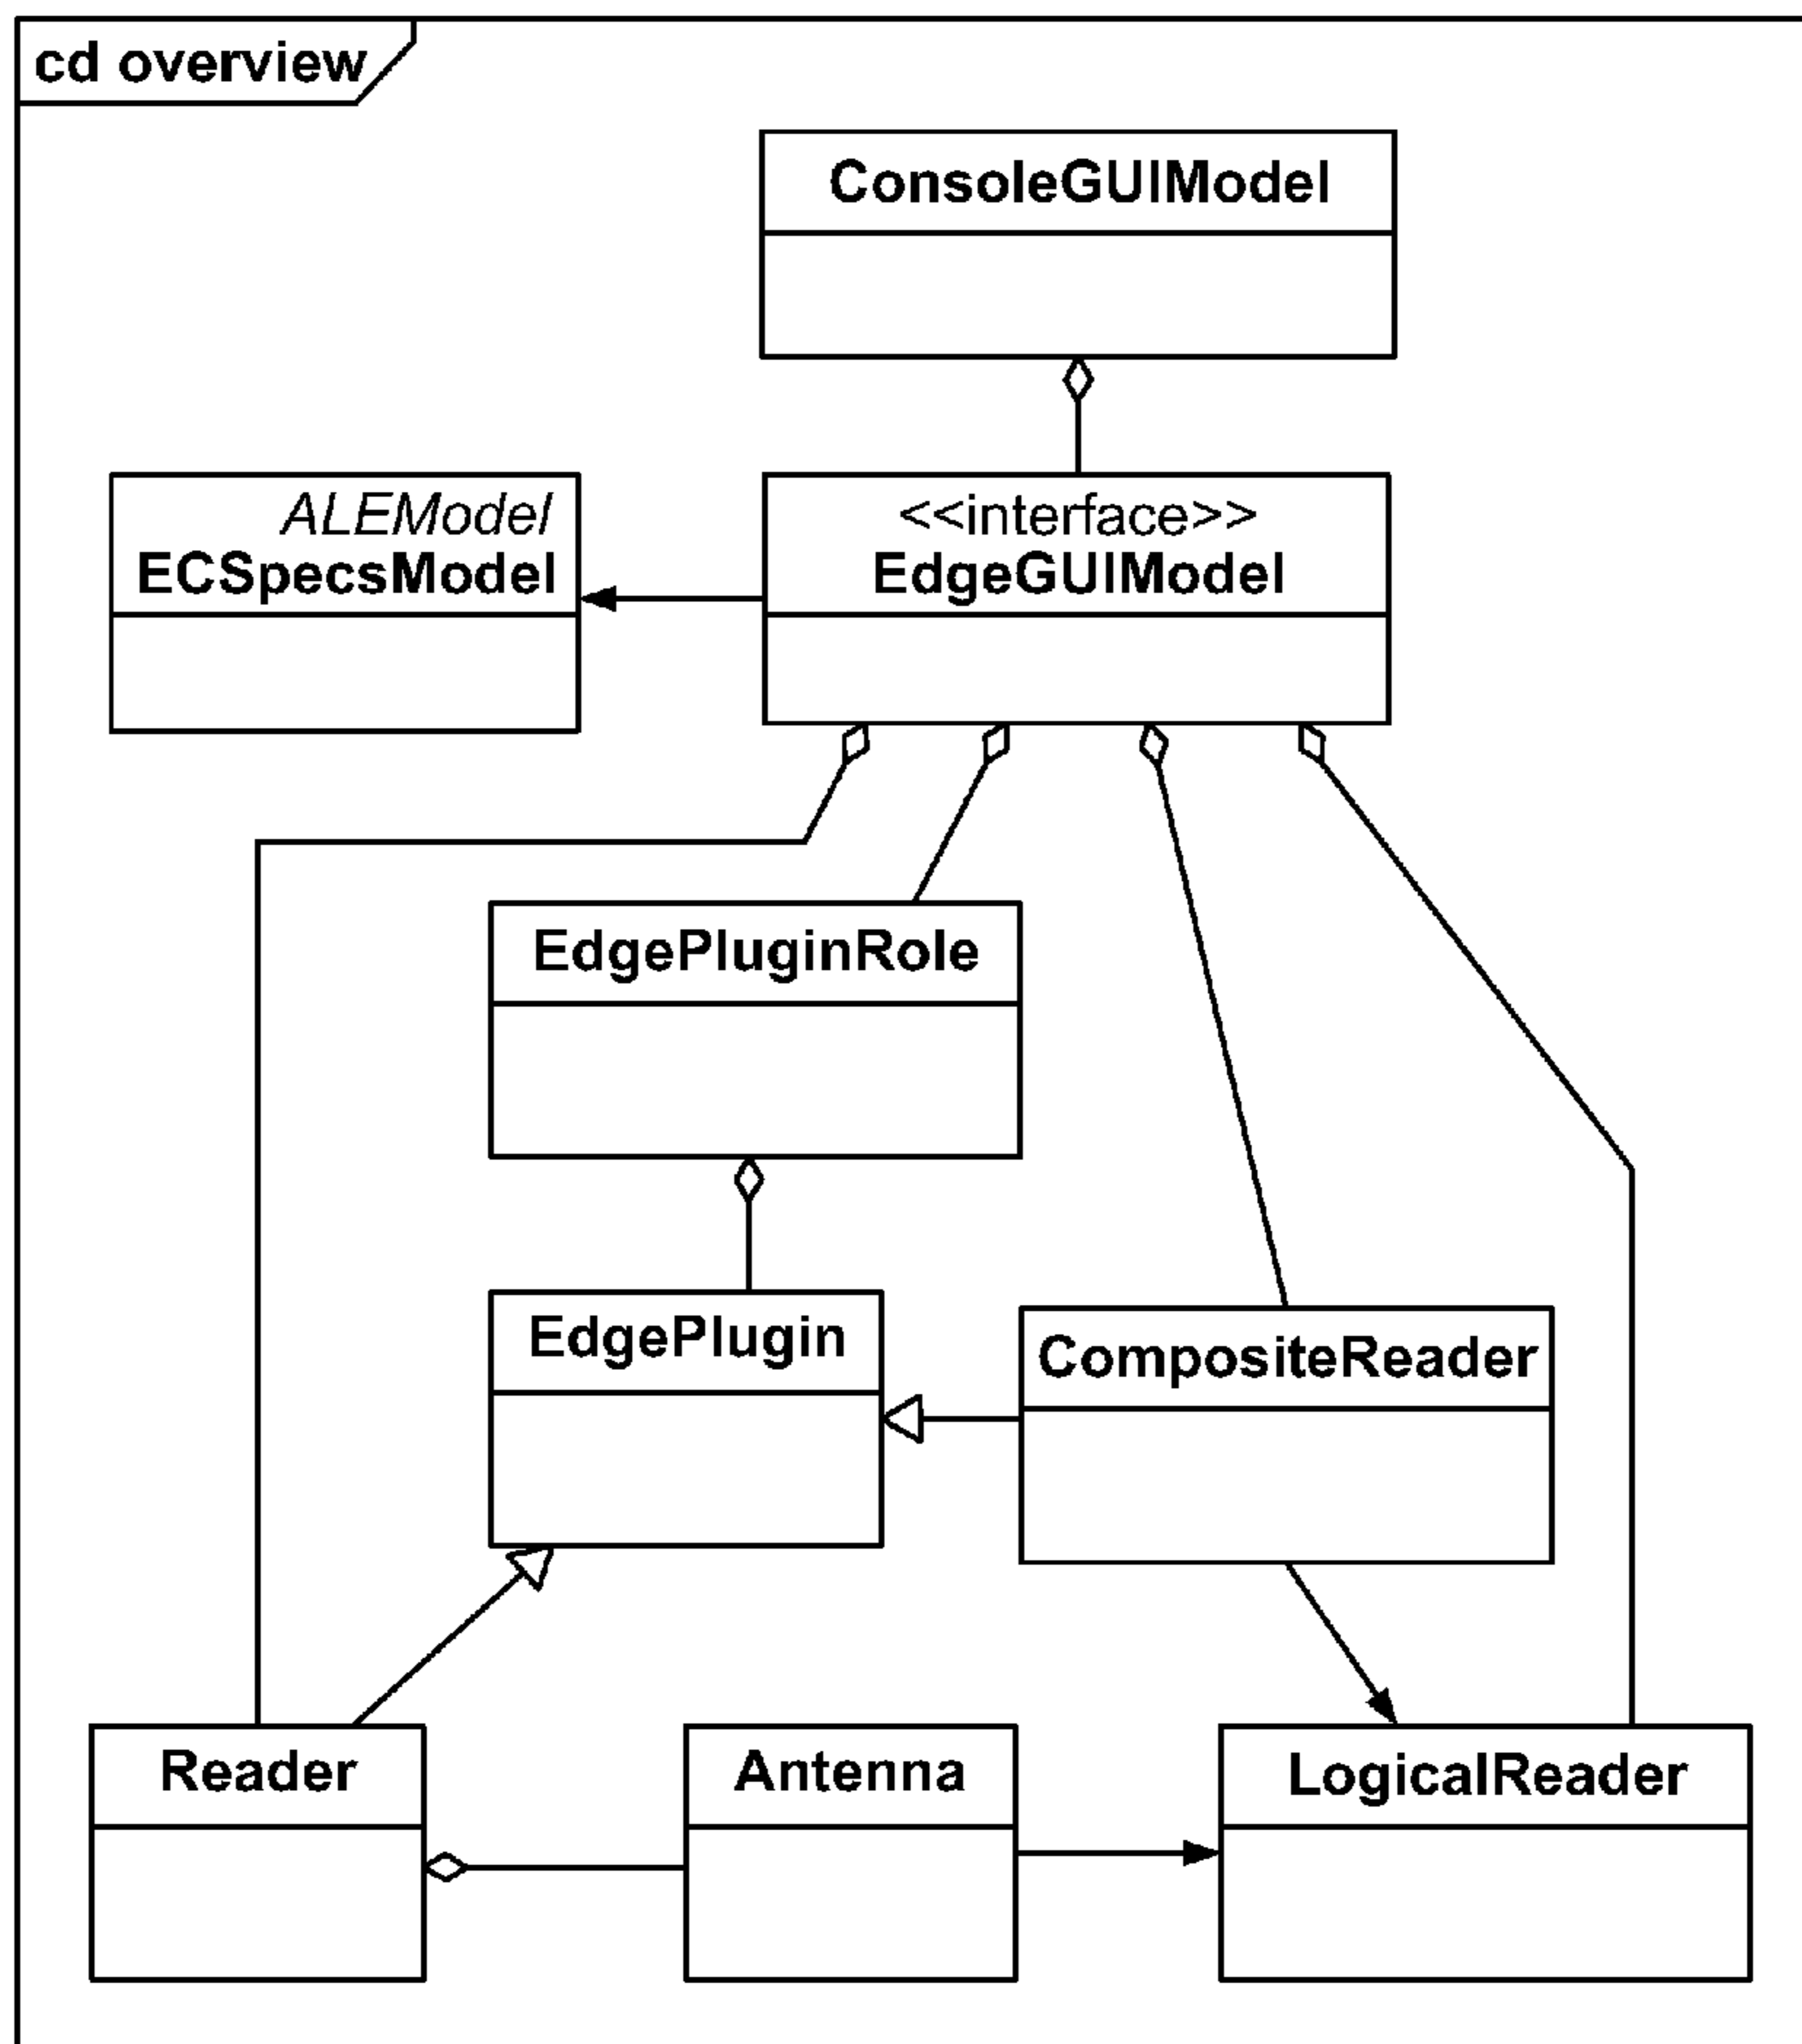 cd overview
ConsoleGUIModel
ALEModel
ECSpecsModel
<<interface>>
EdgeGUIModel
EdgePluginRole
EdgePlugin
CompositeReader
Reader
Antenna
LogicalReader